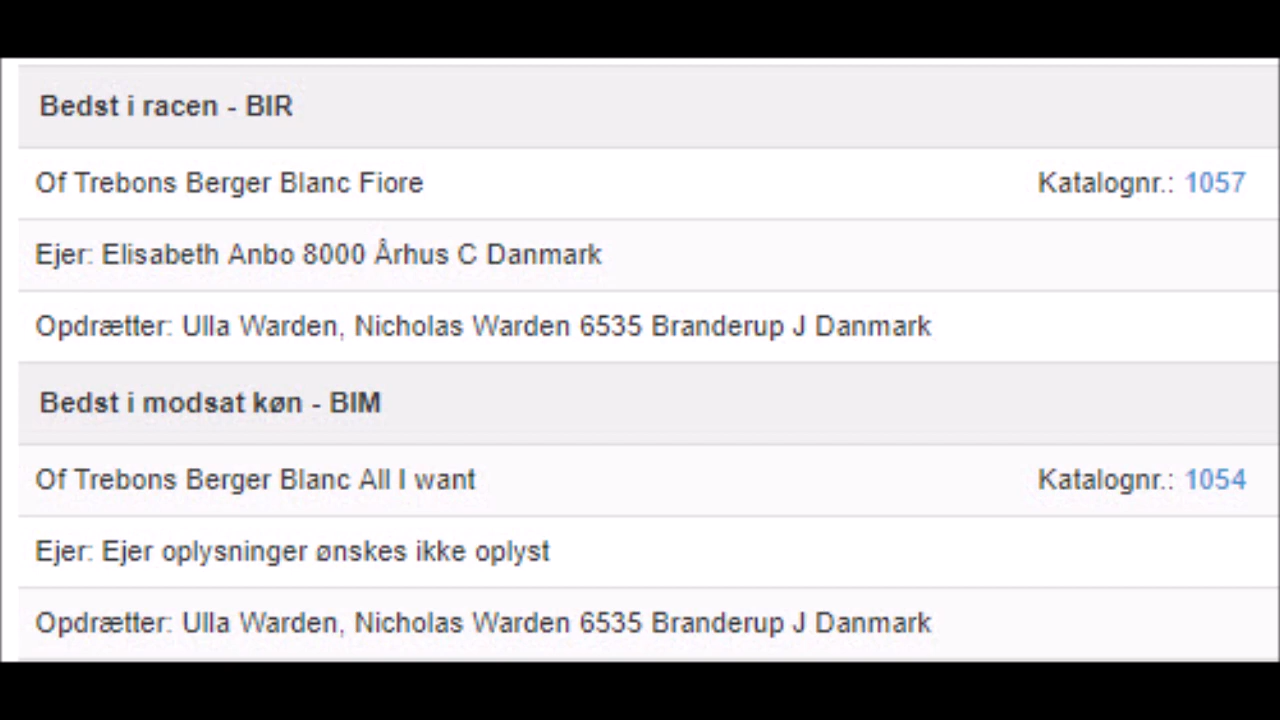 Bedst i racen - BIR
Of Trebons Berger Blanc Fiore Katalognr.: 1057
Ejer: Elisabeth Anbo 8000 Århus C Danmark
Opdrætter: Ulla Warden, Nicholas Warden 6535 Branderup J Danmark
Bedst i modsat køn - BIM
Of Trebons Berger Blanc All I want Katalognr.: 1054
Ejer: Ejer oplysninger ønskes ikke oplyst
Opdrætter: Ulla Warden, Nicholas Warden 6535 Branderup J Danmark